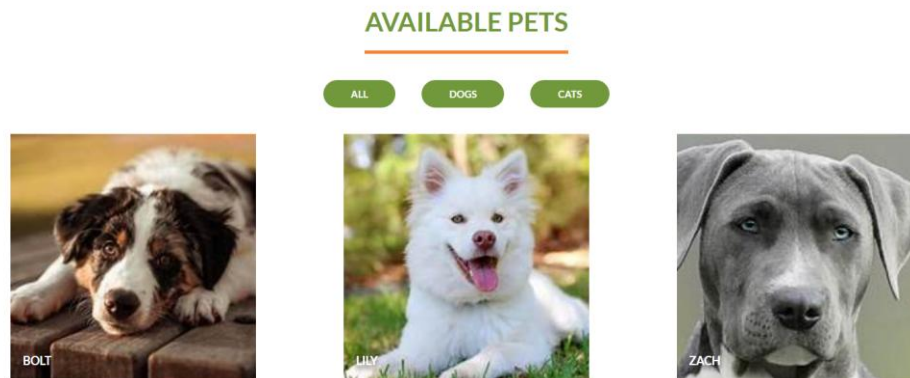 AVAILABLE PETS
ALL DOGS CATS
BOLT LILY ZACH